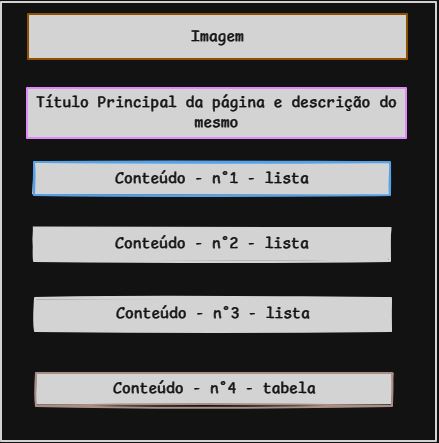 Imagem
Título Principal da página e descrição do
mesmo
Conteúdo - n°1 - lista
Conteúdo - n°2 - lista
Conteúdo - n°3 - lista
Conteúdo - n°4 - tabela